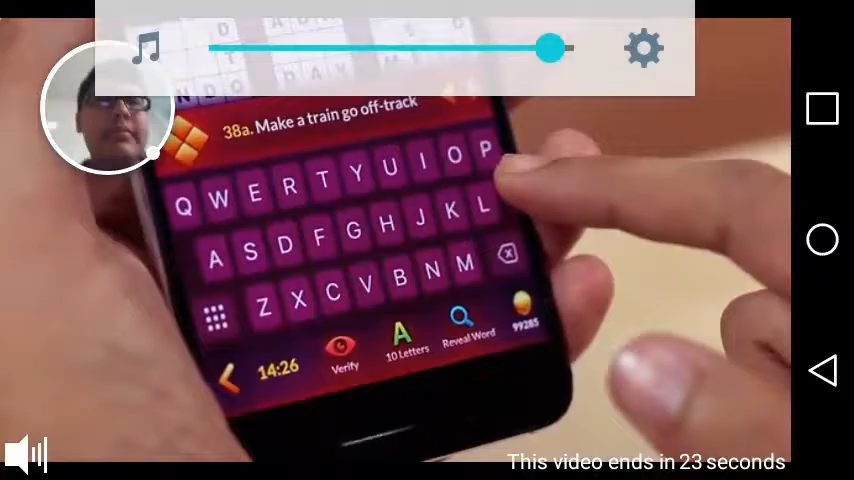 D
A D
S
O
T
N D O
D A Y
M
38a. Make a train go off-track
Q W E R T Y U I O P
A S D F G H J K L
Z X C V B N M
14:26
Verify
10 Letters
Reveal Word
99285
This video ends in 23 seconds